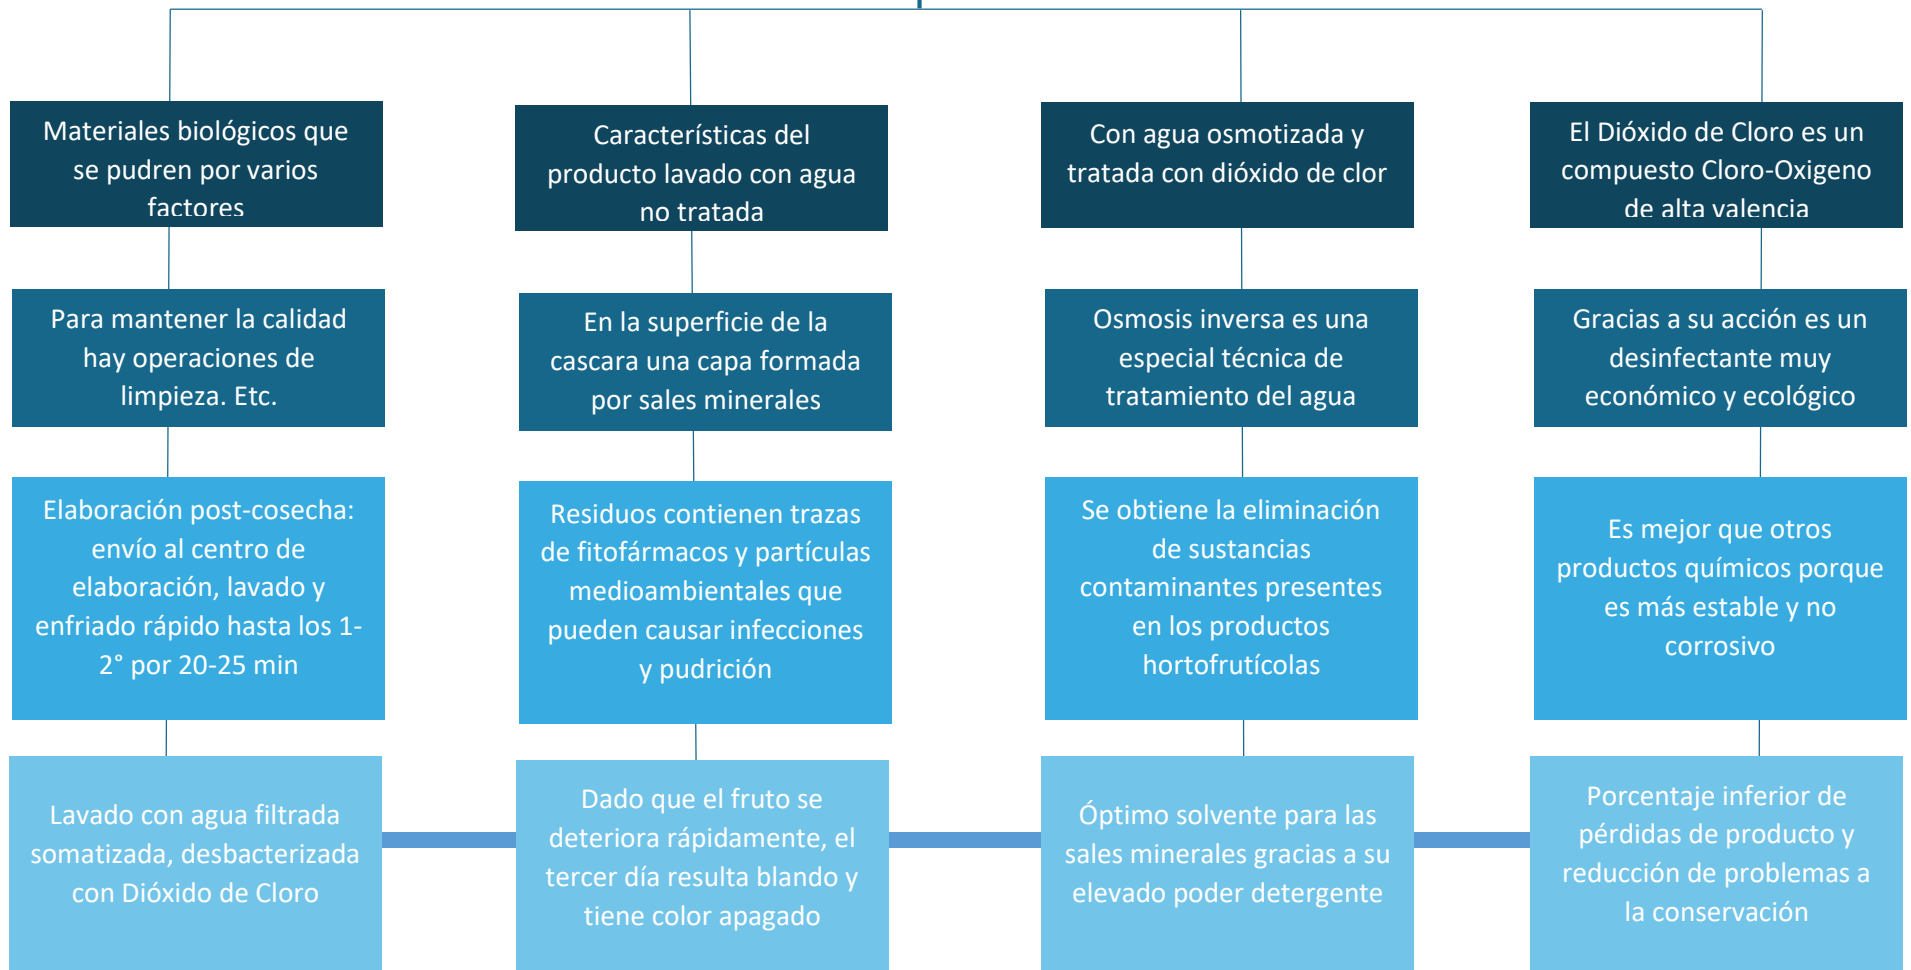 Materiales biológicos que
se pudren por varios
factores
Para mantener la calidad
hay operaciones de
limpieza. Etc.
Elaboración post-cosecha:
envío al centro de
elaboración, lavado y
enfriado rápido hasta los 1-
2° por 20-25 min
Lavado con agua filtrada
somatizada, desbacterizada
con Dióxido de Cloro
Características del
producto lavado con agua
no tratada
En la superficie de la
cascara una capa formada
por sales minerales
Residuos contienen trazas
de fitofármacos y partículas
medioambientales que
pueden causar infecciones
y pudrición
Dado que el fruto se
deteriora rápidamente, el
tercer día resulta blando y
tiene color apagado
Con agua osmotizada y
tratada con dióxido de clor
Osmosis inversa es una
especial técnica de
tratamiento del agua
Se obtiene la eliminación
de sustancias
contaminantes presentes
en los productos
hortofrutícolas
Óptimo solvente para las
sales minerales gracias a su
elevado poder detergente
El Dióxido de Cloro es un
compuesto Cloro-Oxigeno
de alta valencia
Gracias a su acción es un
desinfectante muy
económico y ecológico
Es mejor que otros
productos químicos porque
es más estable y no
corrosivo
Porcentaje inferior de
pérdidas de producto y
reducción de problemas a
la conservación